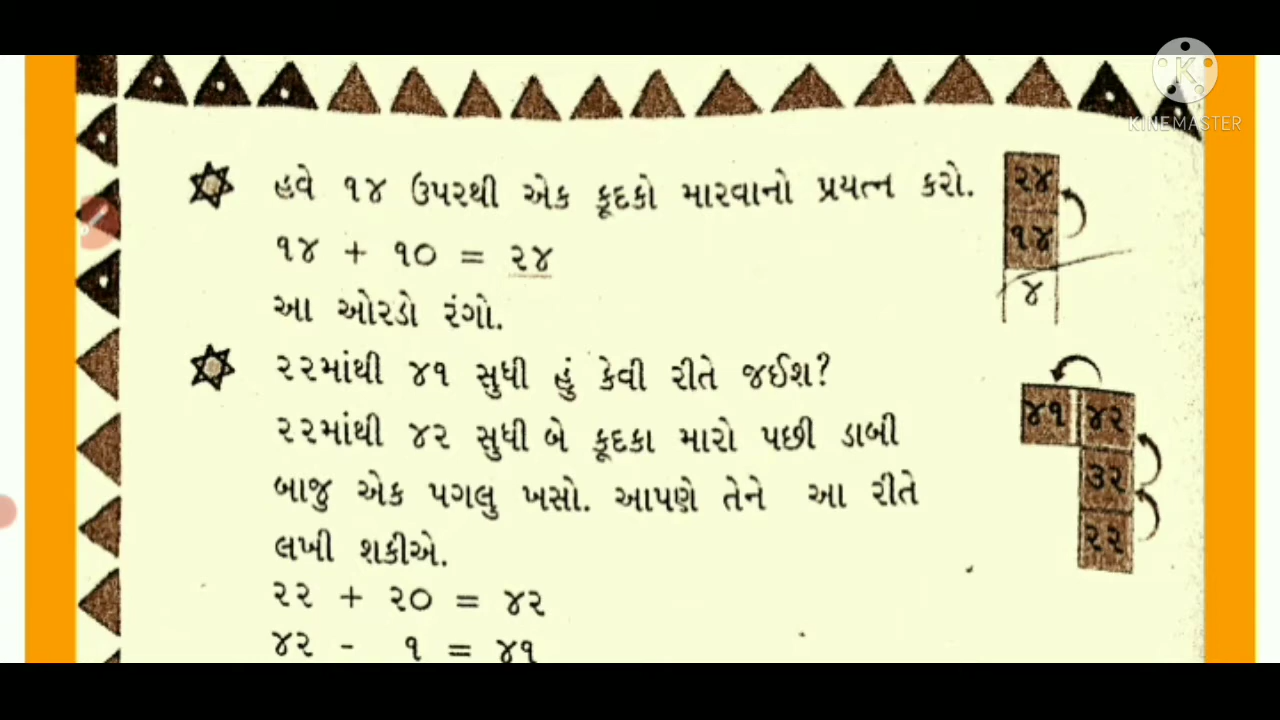 K
KINEMASTER
હવે ૧૪ ઉપરથી એક કૂદકો મારવાનો પ્રયત્ન કરો.
૧૪ + ૧૦ = ૨૪
આ ઓરડો રંગો.
૨૪
૧૪
૪
૨૨માંથી ૪૧ સુધી હું કેવી રીતે જઈશ?
૨૨માંથી ૪૨ સુધી બે કૂદકા મારો પછી ડાબી
બાજુ એક પગલુ ખસો. આપણે તેને આ રીતે
લખી શકીએ.
૨૨ + ૨૦ = ૪૨
૪૨ - ૧ = ૪૧
૪૧ ૪૨
૩૨
૨૨